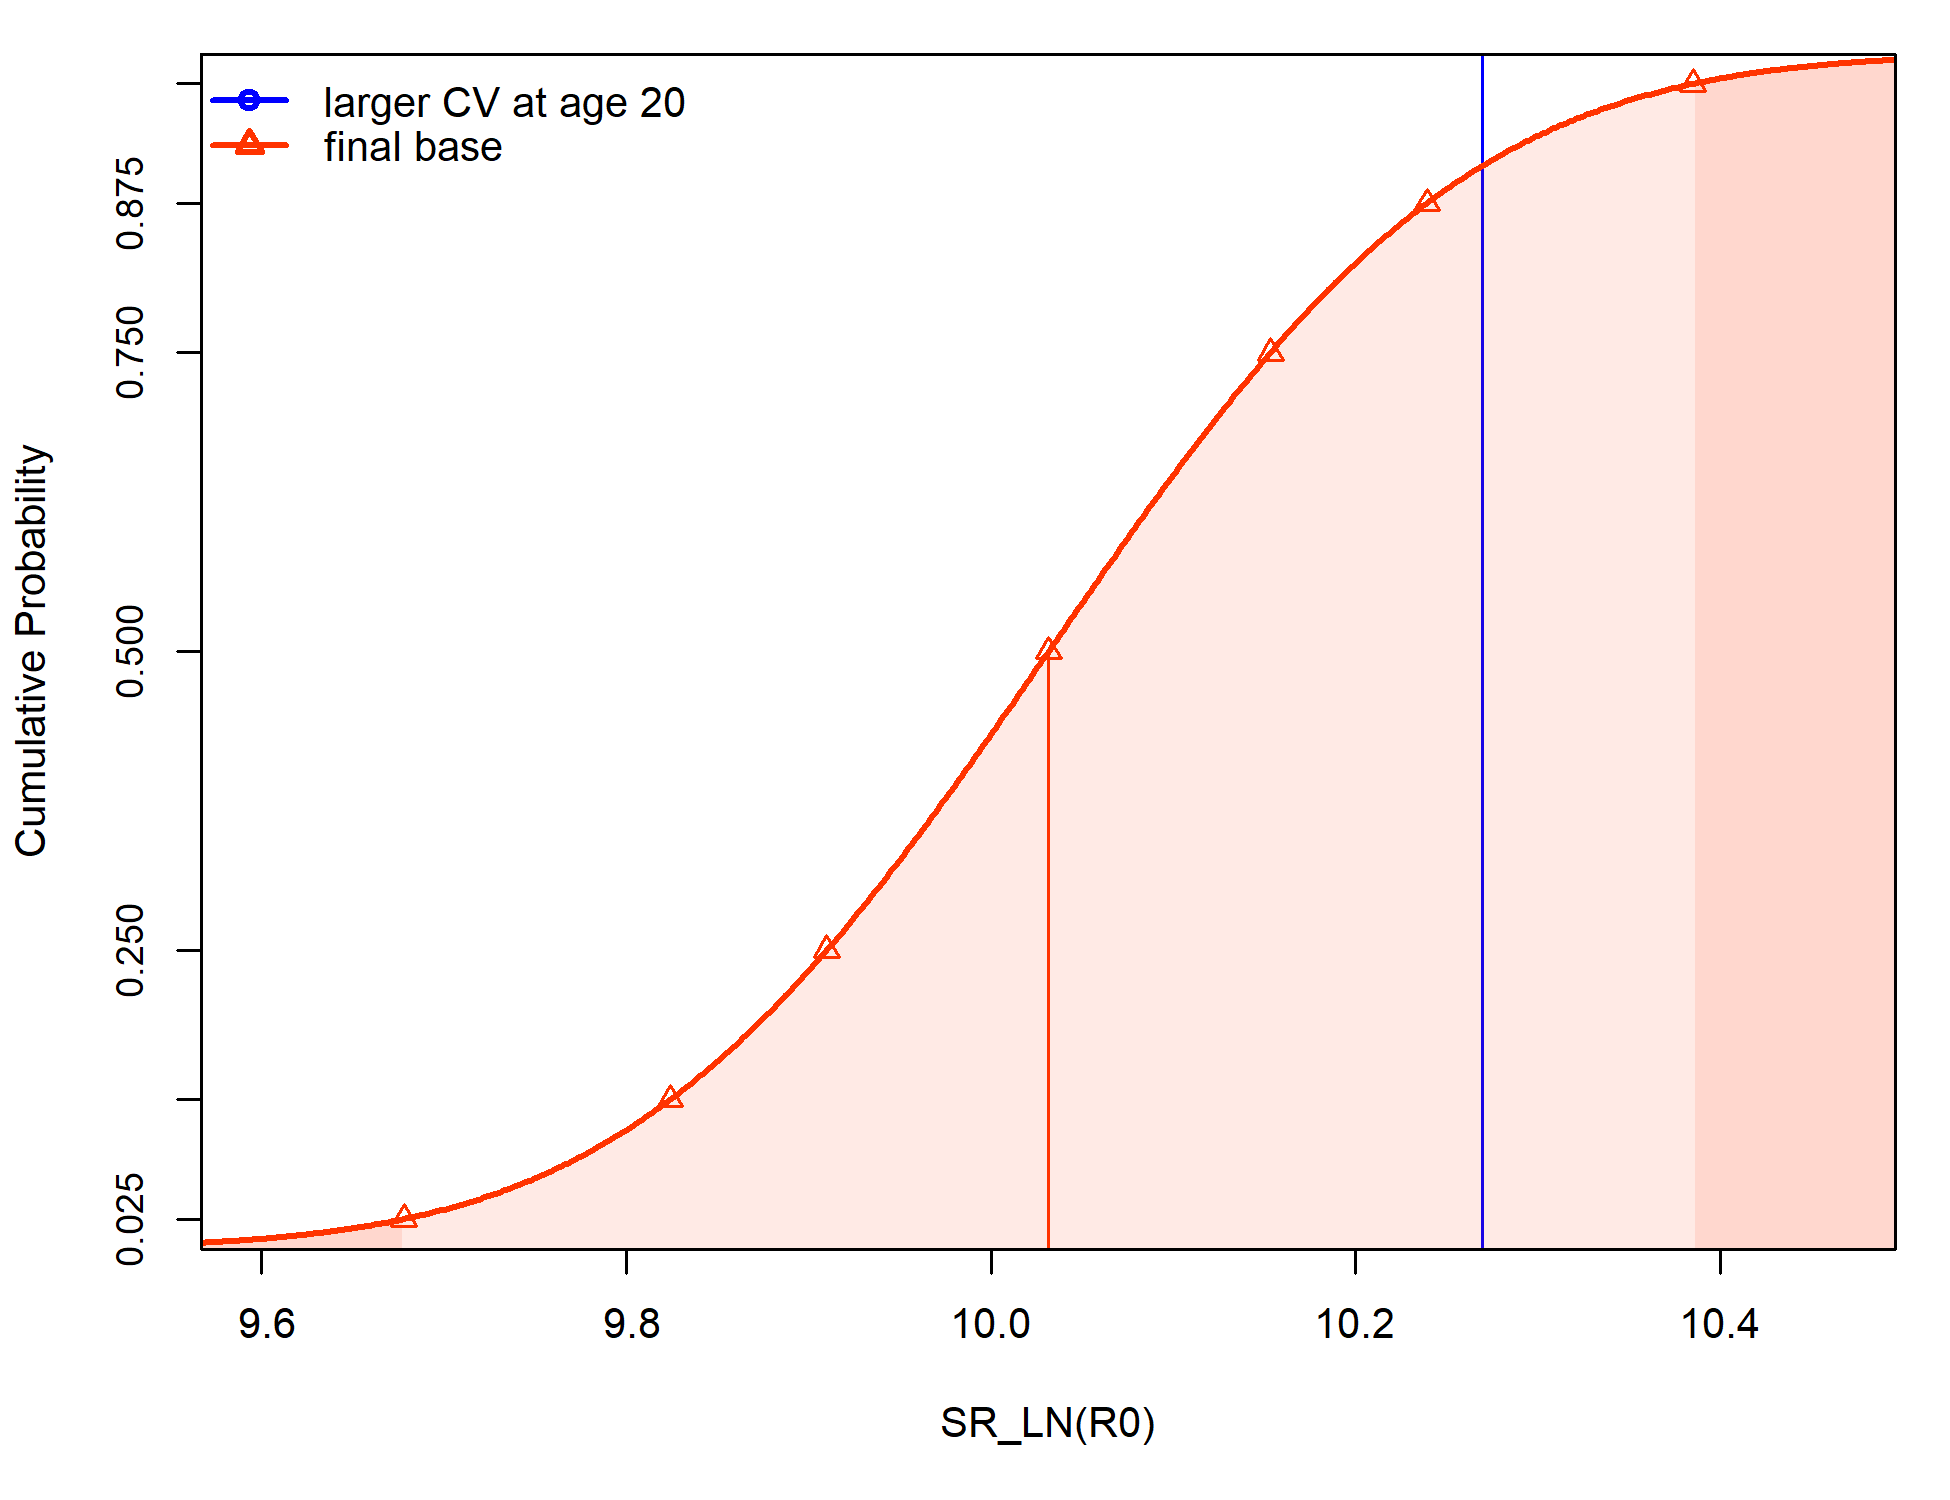 larger CV at age 20
final base
Cumulative Probability
0.875
0.750
0.500
0.250
0.025
9.6 9.8 10.0 10.2 10.4
SR_LN(R0)